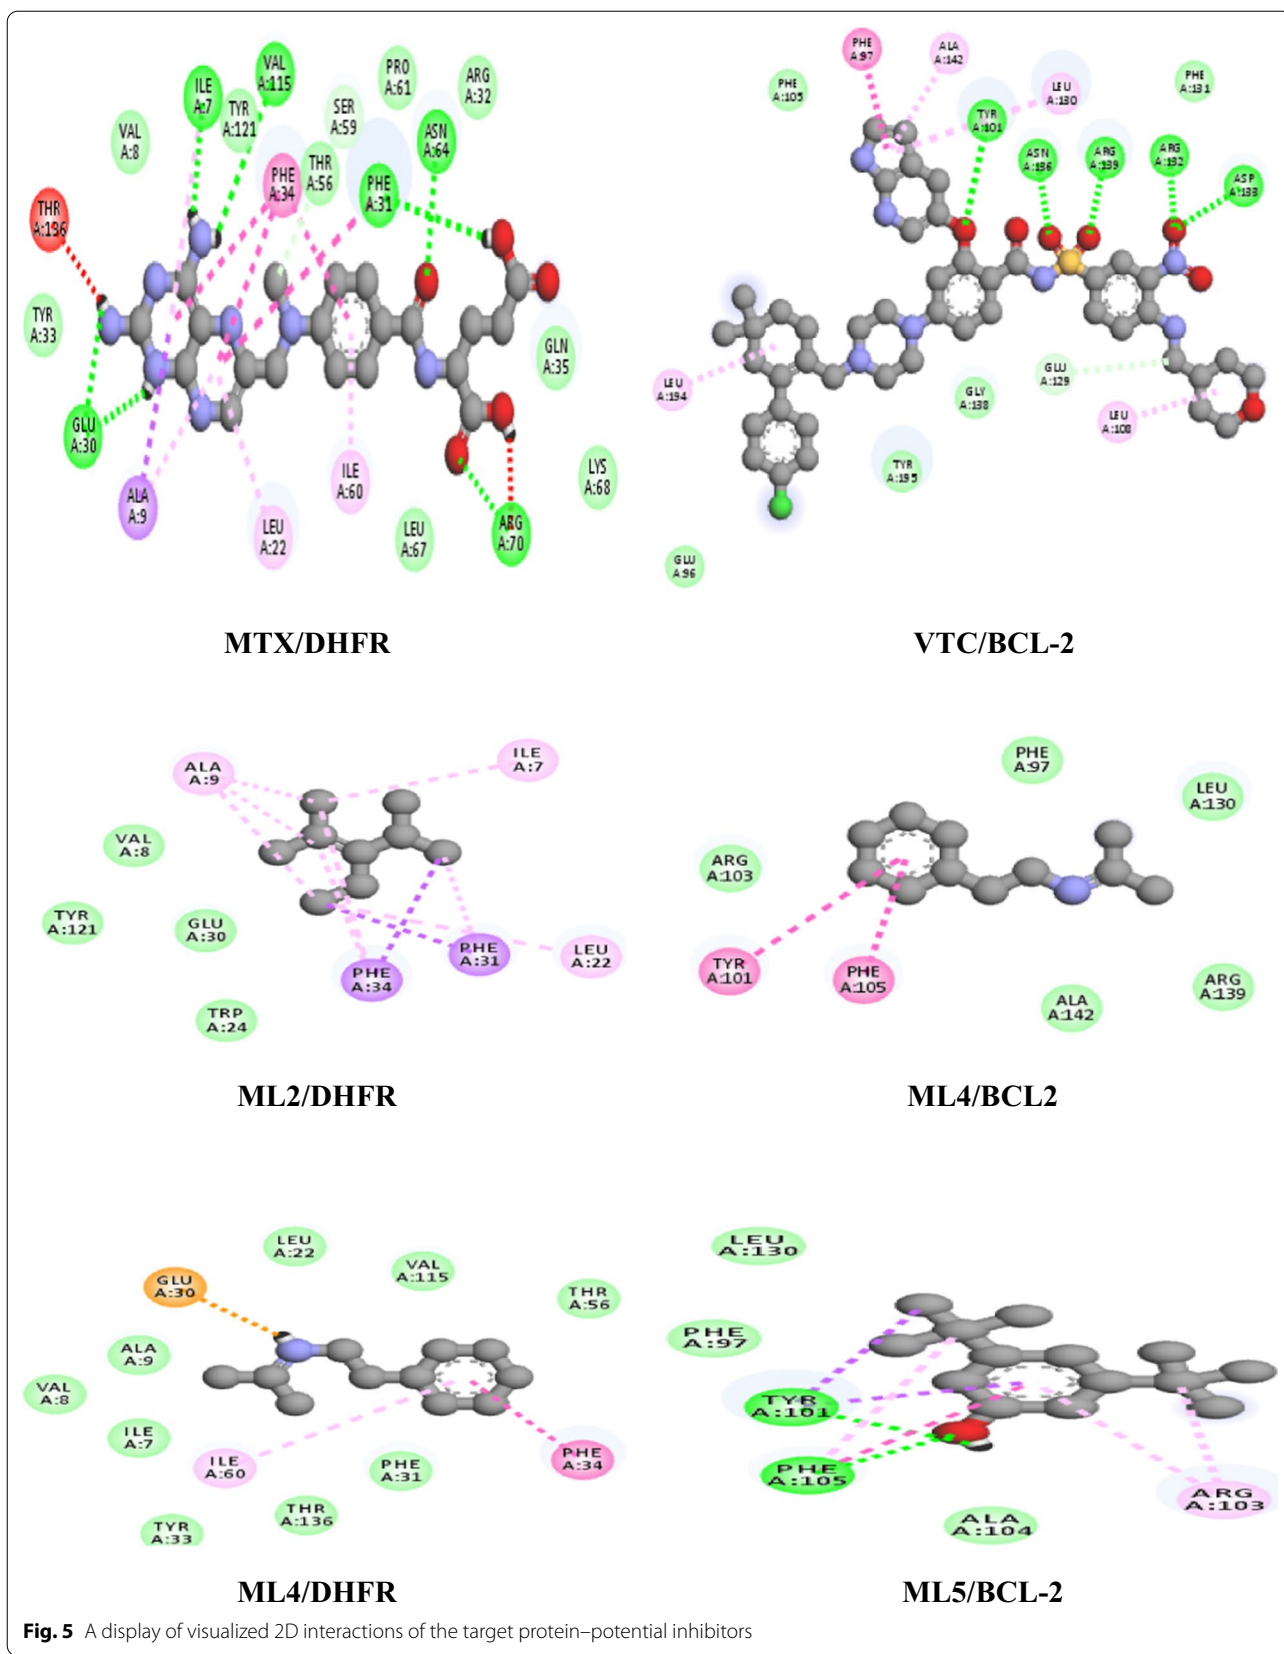 ILE
A:7
VAL
A:115
TYR
A:121
VAL
A:8
SER
A:59
PRO
A:61
ARG
A:32
ASN
A:64
THR
A:56
PHE
A:34
PHE
A:31
THR
A:136
TYR
A:33
GLU
A:30
ALA
A:9
LEU
A:22
ILE
A:60
LEU
A:67
ARG
A:70
LYS
A:68
GLN
A:35
MTX/DHFR
PHE
A:97
ALA
A:142
PHE
A:105
LEU
A:130
PHE
A:131
TYR
A:101
ASN
A:136
ARG
A:139
ARG
A:132
ASP
A:133
LEU
A:194
GLY
A:138
GLU
A:129
LEU
A:108
TYR
A:195
GLU
A:96
VTC/BCL-2
ALA
A:9
ILE
A:7
VAL
A:8
TYR
A:121
GLU
A:30
PHE
A:34
PHE
A:31
LEU
A:22
TRP
A:24
ML2/DHFR
PHE
A:97
LEU
A:130
ARG
A:103
TYR
A:101
PHE
A:105
ALA
A:142
ARG
A:139
ML4/BCL2
LEU
A:22
VAL
A:115
GLU
A:30
THR
A:56
ALA
A:9
VAL
A:8
ILE
A:7
ILE
A:60
PHE
A:31
PHE
A:34
THR
A:136
TYR
A:33
ML4/DHFR
LEU
A:130
PHE
A:97
TYR
A:101
PHE
A:105
ARG
A:103
ALA
A:104
ML5/BCL-2
Fig. 5 A display of visualized 2D interactions of the target protein–potential inhibitors